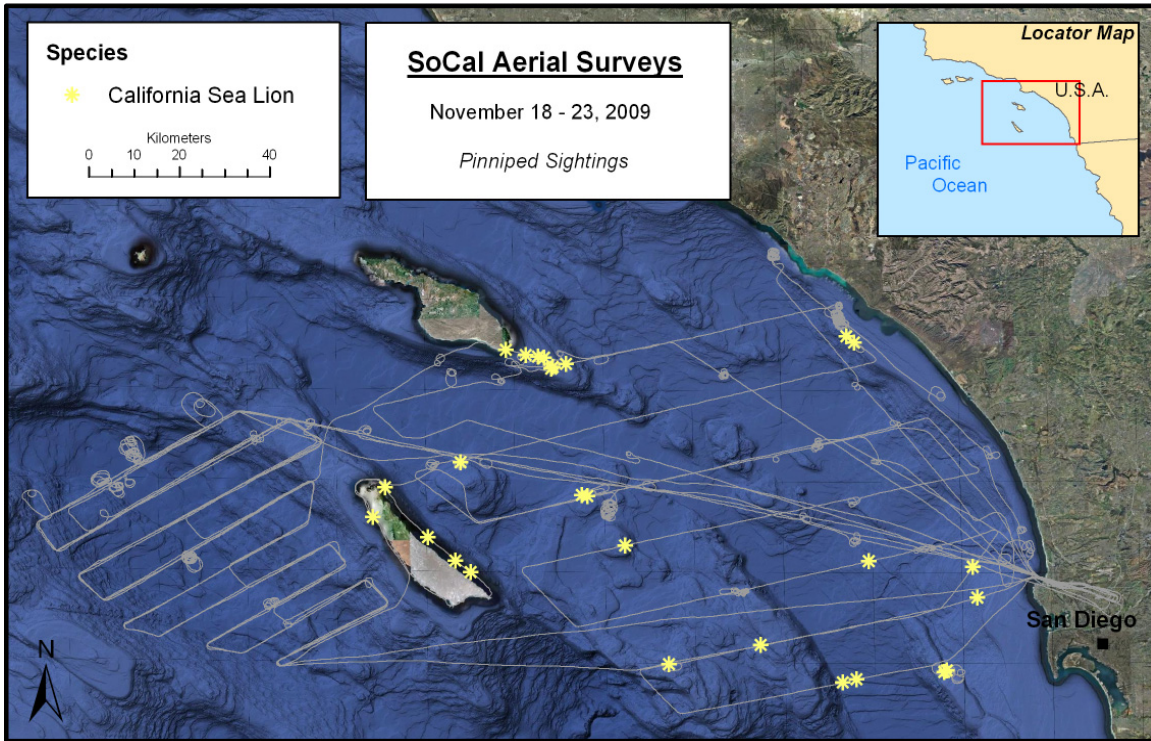 Species
California Sea Lion
Kilometers
0 10 20 40
SoCal Aerial Surveys
November 18 - 23, 2009
Pinniped Sightings
Locator Map
U.S.A.
Pacific
Ocean
San Diego
N